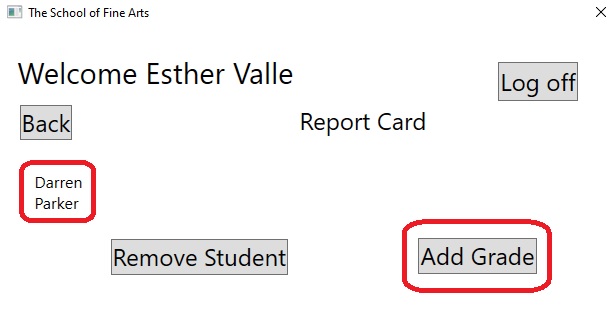 The School of Fine Arts
Welcome Esther Valle
Log off
Back
Report Card
Darren
Parker
Remove Student
Add Grade